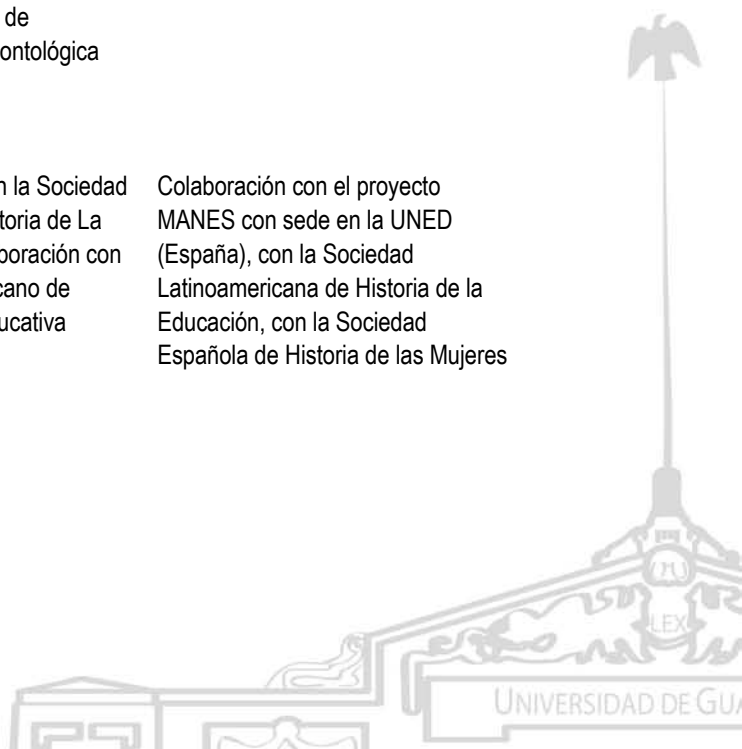 de
ontológica
la Sociedad
toria de La
boración con
cano de
ucativa
Colaboración con el proyecto
MANES con sede en la UNED
(España), con la Sociedad
Latinoamericana de Historia de la
Educación, con la Sociedad
Española de Historia de las Mujeres
LEX
UNIVERSIDAD DE GUA